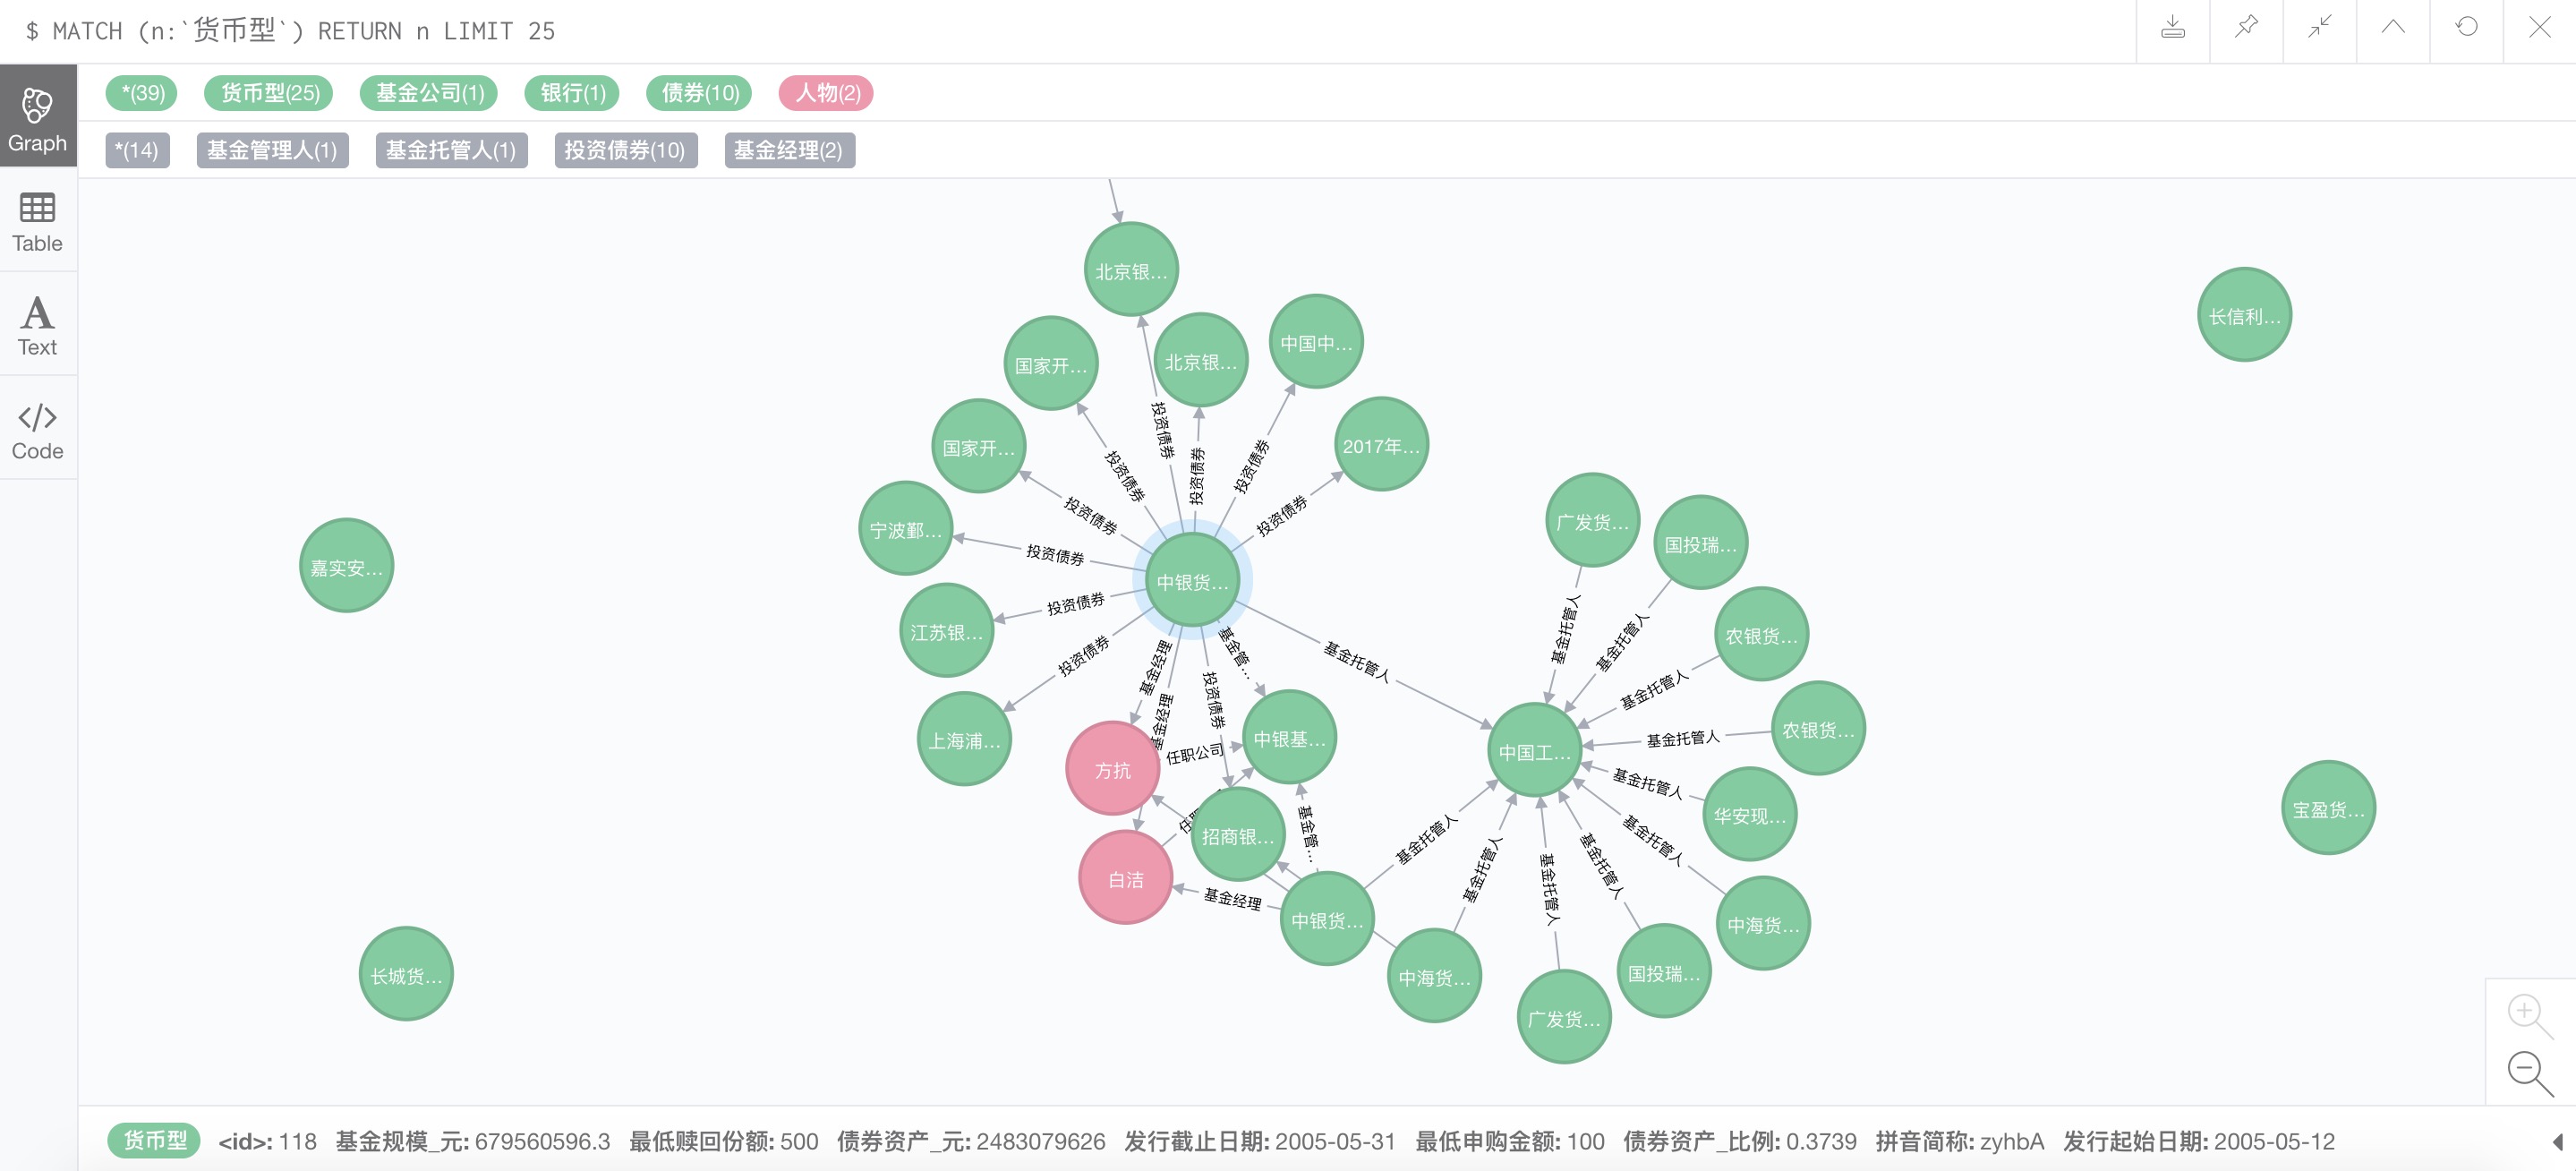 $ MATCH (n:`货币型`) RETURN n LIMIT 25
*(39) 货币型(25) 基金公司(1) 银行(1) 债券(10) 人物(2)
*(14) 基金管理人(1) 基金托管人(1) 投资债券(10) 基金经理(2)
Graph
Table
Text
Code
北京银...
长信利...
中国中...
北京银...
国家开...
国家开...
2017年...
投资债券
投资债券
投资债券
投资债券
投资债券
投资债券
宁波鄞...
投资债券
广发货...
国投瑞...
嘉实安...
中银货...
江苏银...
投资债券
投资债券
基金经理
基金经理
投资债券
基金管...
基金托管人
基金托管人
基金托管人
农银货...
基金托管人
上海浦...
中银基...
中国工...
基金托管人
农银货...
方抗
任职公司
基金托管人
华安现...
宝盈货...
任职
招商银...
基金管...
基金托管人
基金托管人
基金托管人
基金托管人
基金托管人
白洁
基金经理
中银货...
中海货...
长城货...
中海货...
国投瑞...
广发货...
货币型 <id>: 118 基金规模_元: 679560596.3 最低赎回份额: 500 债券资产_元: 2483079626 发行截止日期: 2005-05-31 最低申购金额: 100 债券资产_比例: 0.3739 拼音简称: zyhbA 发行起始日期: 2005-05-12